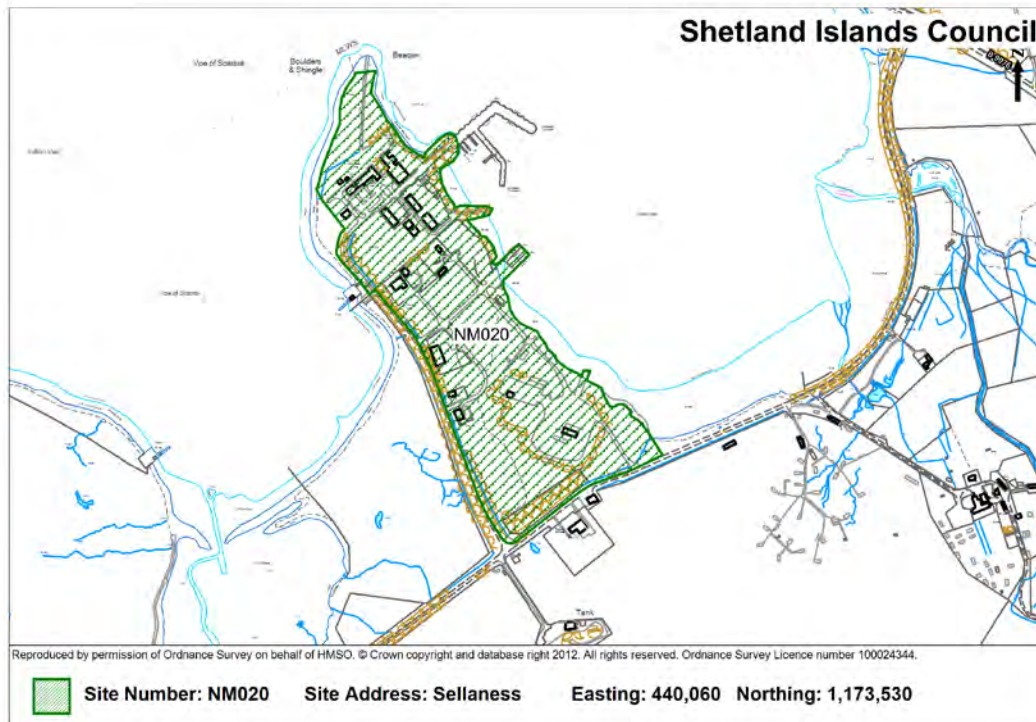 Shetland Islands Council
MLWS
Beacon
Boulders
& Shingle
N
NM020
Tank
Reproduced by permission of Ordnance Survey on behalf of HMSO. © Crown copyright and database right 2012. All rights reserved. Ordnance Survey Licence number 100024344.
Site Number: NM020 Site Address: Sellaness Easting: 440,060 Northing: 1,173,530